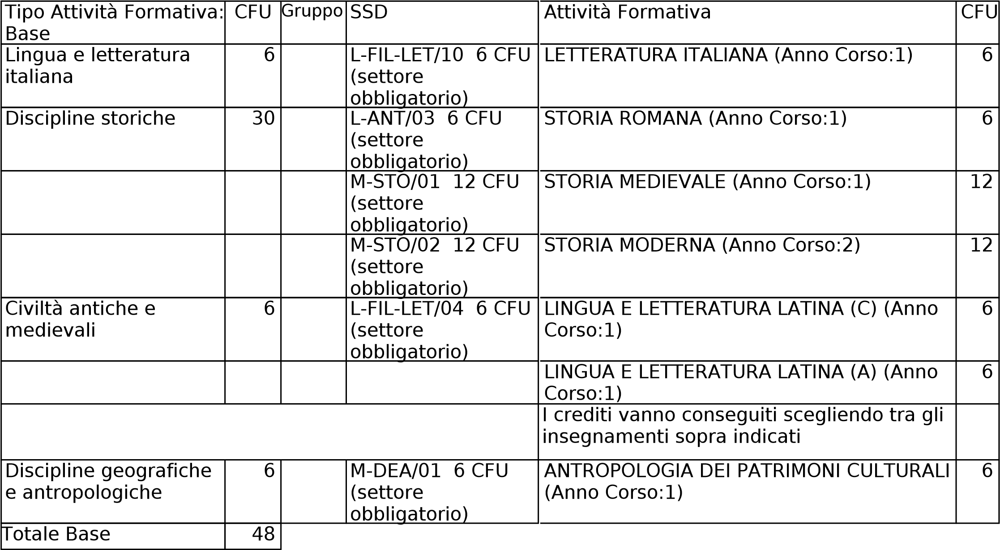 Tipo Attività Formativa: CFU Gruppo SSD Attività Formativa CFU
Base
Lingua e letteratura 6 L-FIL-LET/10 6 CFU LETTERATURA ITALIANA (Anno Corso:1) 6
italiana (settore
obbligatorio)
Discipline storiche 30 L-ANT/03 6 CFU STORIA ROMANA (Anno Corso:1) 6
(settore
obbligatorio)
M-STO/01 12 CFU STORIA MEDIEVALE (Anno Corso:1) 12
(settore
obbligatorio)
M-STO/02 12 CFU STORIA MODERNA (Anno Corso:2) 12
(settore
obbligatorio)
Civiltà antiche e 6 L-FIL-LET/04 6 CFU LINGUA E LETTERATURA LATINA (C) (Anno 6
medievali (settore Corso:1)
obbligatorio)
LINGUA E LETTERATURA LATINA (A) (Anno 6
Corso:1)
I crediti vanno conseguiti scegliendo tra gli
insegnamenti sopra indicati
Discipline geografiche 6 M-DEA/01 6 CFU ANTROPOLOGIA DEI PATRIMONI CULTURALI 6
e antropologiche (settore (Anno Corso:1)
obbligatorio)
Totale Base 48